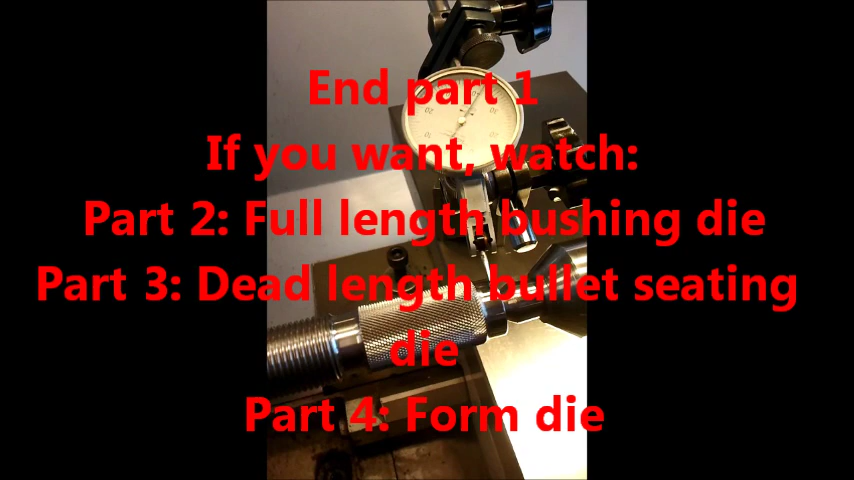 End part 1
If you want, watch:
Part 2: Full length bushing die
Part 3: Dead length bullet seating
die
Part 4: Form die